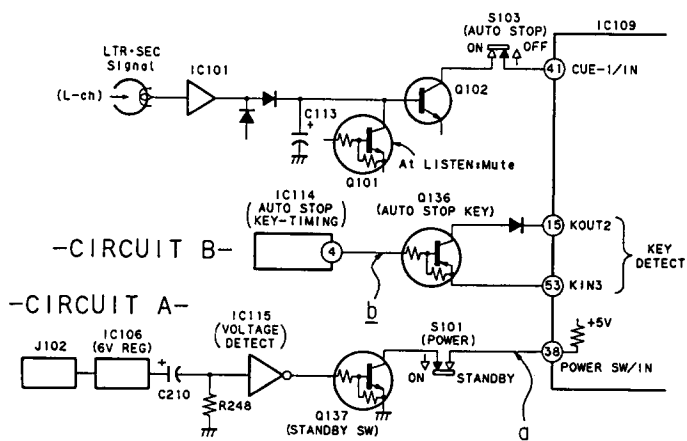 S103
(AUTO STOP)
ON OFF
IC109
LTR·SEC
Signal
(L-ch)
IC101
41
CUE-1/IN
Q102
C113
+
At LISTEN:Mute
Q101
IC114
(AUTO STOP
KEY-TIMING)
4
Q136
(AUTO STOP KEY)
15
KOUT2
KEY
DETECT
-CIRCUIT B-
b
53
KIN3
-CIRCUIT A-
IC115
(VOLTAGE
DETECT)
S101
(POWER)
+5V
J102
IC106
(6V REG)
+
C210
R248
ON
STANDBY
38
POWER SW/IN
Q137
(STANDBY SW)
a